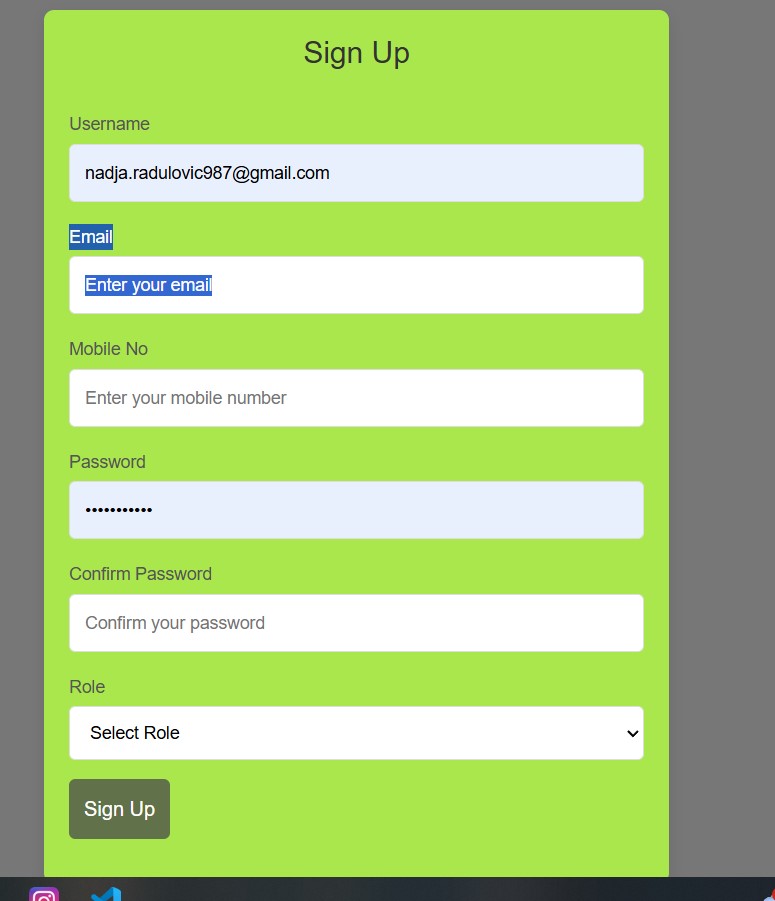 Sign Up
Username
nadja.radulovic987@gmail.com
Email
Enter your email
Mobile No
Enter your mobile number
Password
•••••••••••
Confirm Password
Confirm your password
Role
Select Role
Sign Up